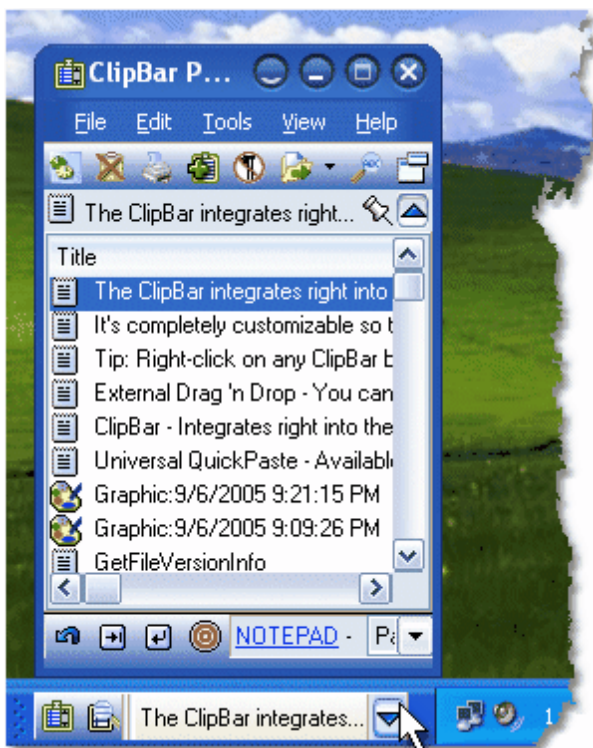 ClipBar P...
File Edit Tools View Help
The ClipBar integrates right...
Title
The ClipBar integrates right into
It's completely customizable so t
Tip: Right-click on any ClipBar b
External Drag 'n Drop - You can
ClipBar - Integrates right into the
Universal QuickPaste - Availabl
Graphic:9/6/2005 9:21:15 PM
Graphic:9/6/2005 9:09:26 PM
GetFileVersionInfo
NOTEPAD - Pa
The ClipBar integrates...
1